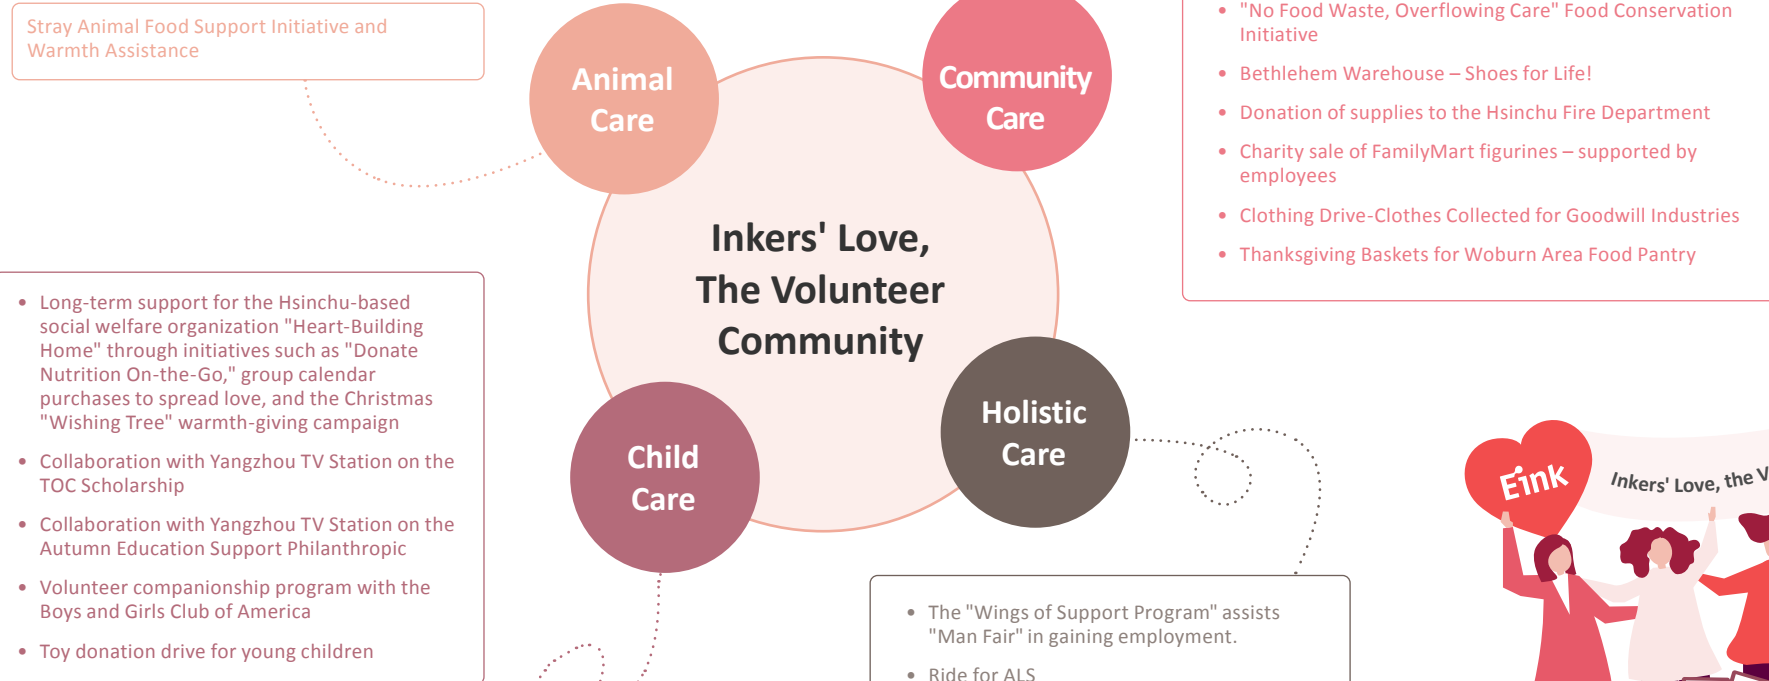 Stray Animal Food Support Initiative and
Warmth Assistance
Animal
Care
Community
Care
• "No Food Waste, Overflowing Care" Food Conservation
Initiative
• Bethlehem Warehouse – Shoes for Life!
• Donation of supplies to the Hsinchu Fire Department
• Charity sale of FamilyMart figurines – supported by
employees
• Clothing Drive-Clothes Collected for Goodwill Industries
• Thanksgiving Baskets for Woburn Area Food Pantry
Inkers' Love,
The Volunteer
Community
• Long-term support for the Hsinchu-based
social welfare organization "Heart-Building
Home" through initiatives such as "Donate
Nutrition On-the-Go," group calendar
purchases to spread love, and the Christmas
"Wishing Tree" warmth-giving campaign
• Collaboration with Yangzhou TV Station on the
TOC Scholarship
• Collaboration with Yangzhou TV Station on the
Autumn Education Support Philanthropic
• Volunteer companionship program with the
Boys and Girls Club of America
• Toy donation drive for young children
Child
Care
Holistic
Care
• The "Wings of Support Program" assists
"Man Fair" in gaining employment.
• Ride for ALS
Eink
Inkers' Love, the V